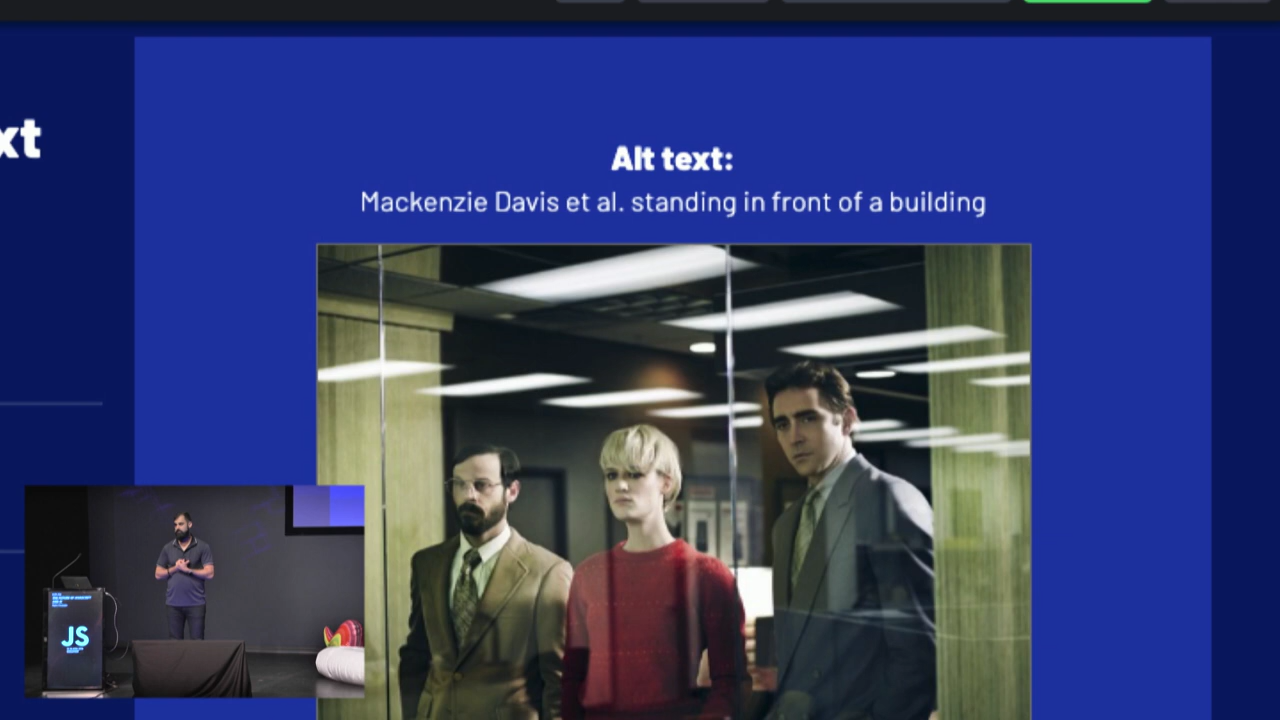 xt
Alt text:
Mackenzie Davis et al. standing in front of a building
JS